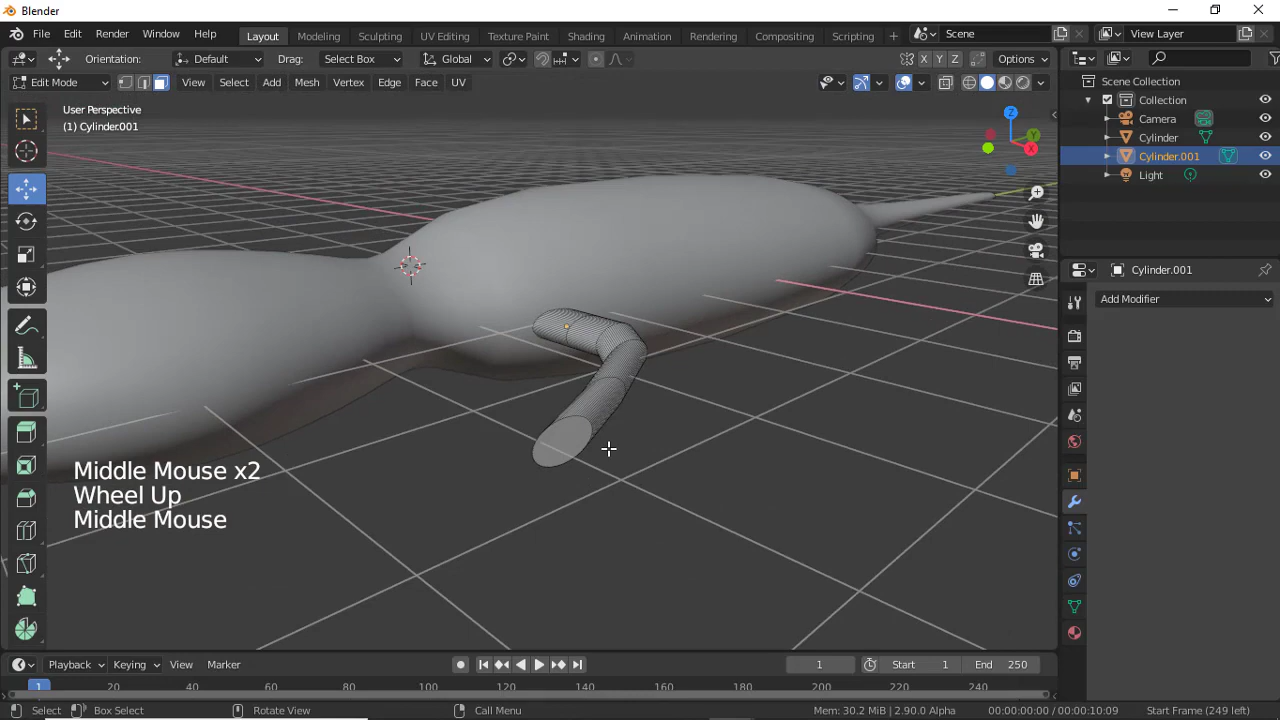 Blender
File Edit Render Window Help Layout Modeling Sculpting UV Editing Texture Paint Shading Animation Rendering Compositing Scripting + Scene View Layer
Orientation: Default Drag: Select Box Global X Y Z Options
Edit Mode View Select Add Mesh Vertex Edge Face UV
User Perspective
(1) Cylinder.001
Z
Y
X
Scene Collection
Collection
Camera
Cylinder
Cylinder.001
Light
Cylinder.001
Add Modifier
Middle Mouse x2
Wheel Up
Middle Mouse
Playback Keying View Marker 1 Start 1 End 250
1 20 40 60 80 100 120 140 160 180 200 220 240
Select Box Select Rotate View Call Menu Mem: 30.2 MiB | 2.90.0 Alpha 00:00:00:00 / 00:00:10:09 Start Frame (249 left)